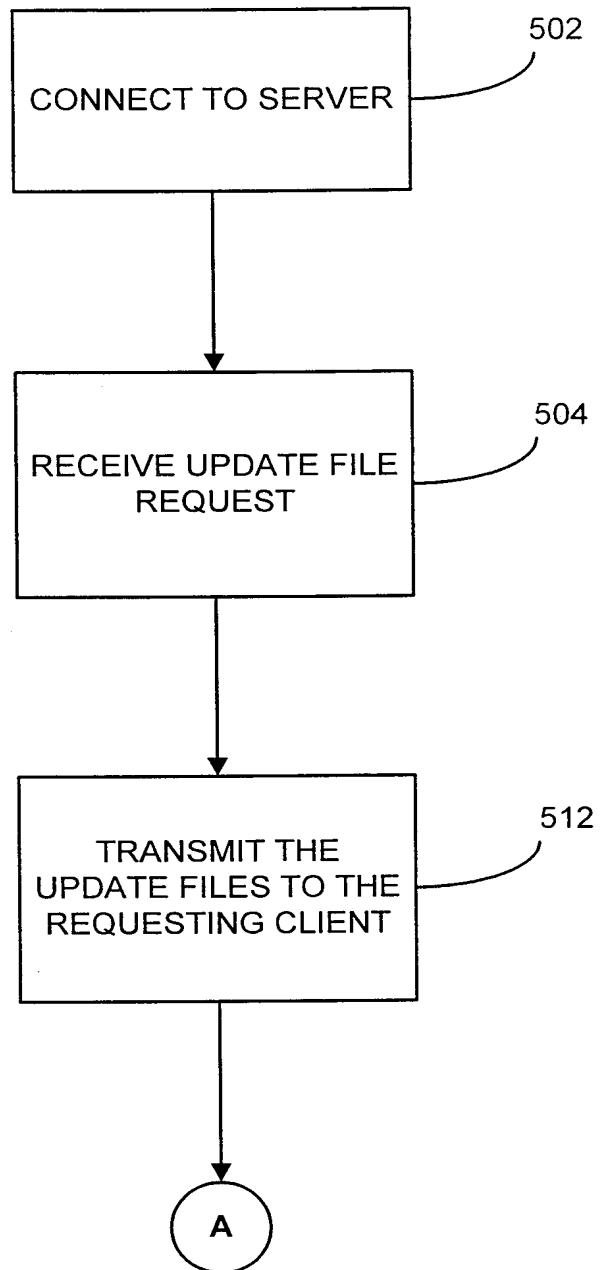 502
CONNECT TO SERVER
504
RECEIVE UPDATE FILE
REQUEST
512
TRANSMIT THE
UPDATE FILES TO THE
REQUESTING CLIENT
A